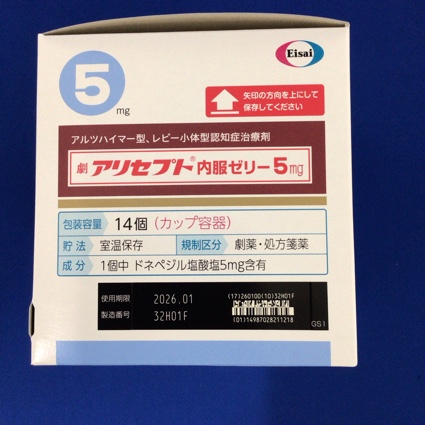 Eisai
5
mg
矢印の方向を上にして
保存してください
アルツハイマー型、レビー小体型認知症治療剤
劇 アリセプト® 内服ゼリー5mg
包装容量 14個(カップ容器)
貯法 室温保存 規制区分 劇薬・処方箋薬
成分 1個中 ドネペジル塩酸塩5mg含有
使用期限 2026.01
製造番号 32H01F
(17)260100(10)32H01F
(01)14987028211218
GS1